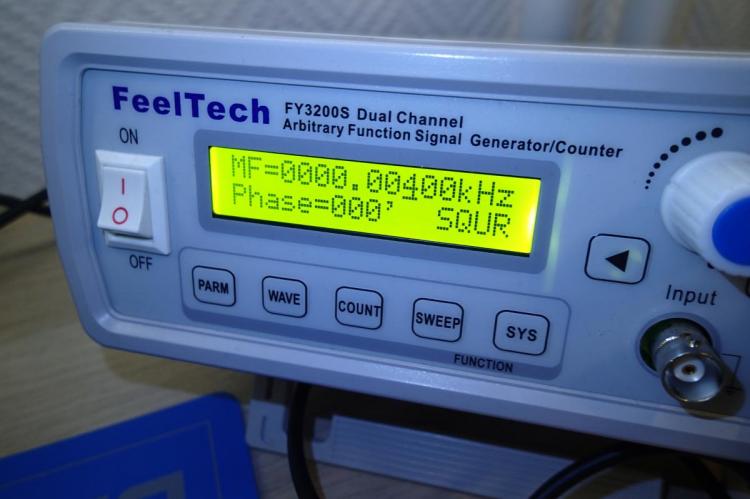 FeelTech
FY3200S Dual Channel
Arbitrary Function Signal Generator/Counter
ON
I
O
OFF
MF=0000.00400kHz
Phase=000' SQUR
PARM
WAVE
COUNT
SWEEP
SYS
FUNCTION
Input